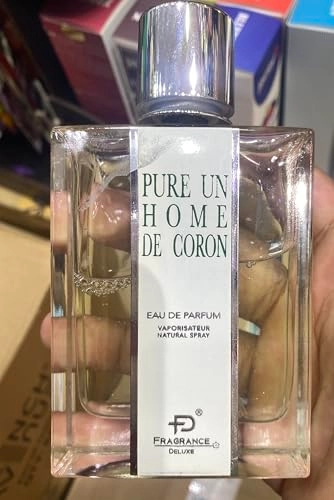 PURE UN
HOME
DE CORON
EAU DE PARFUM
VAPORISATEUR
NATURAL SPRAY
FD®
FRAGRANCE
DELUXE